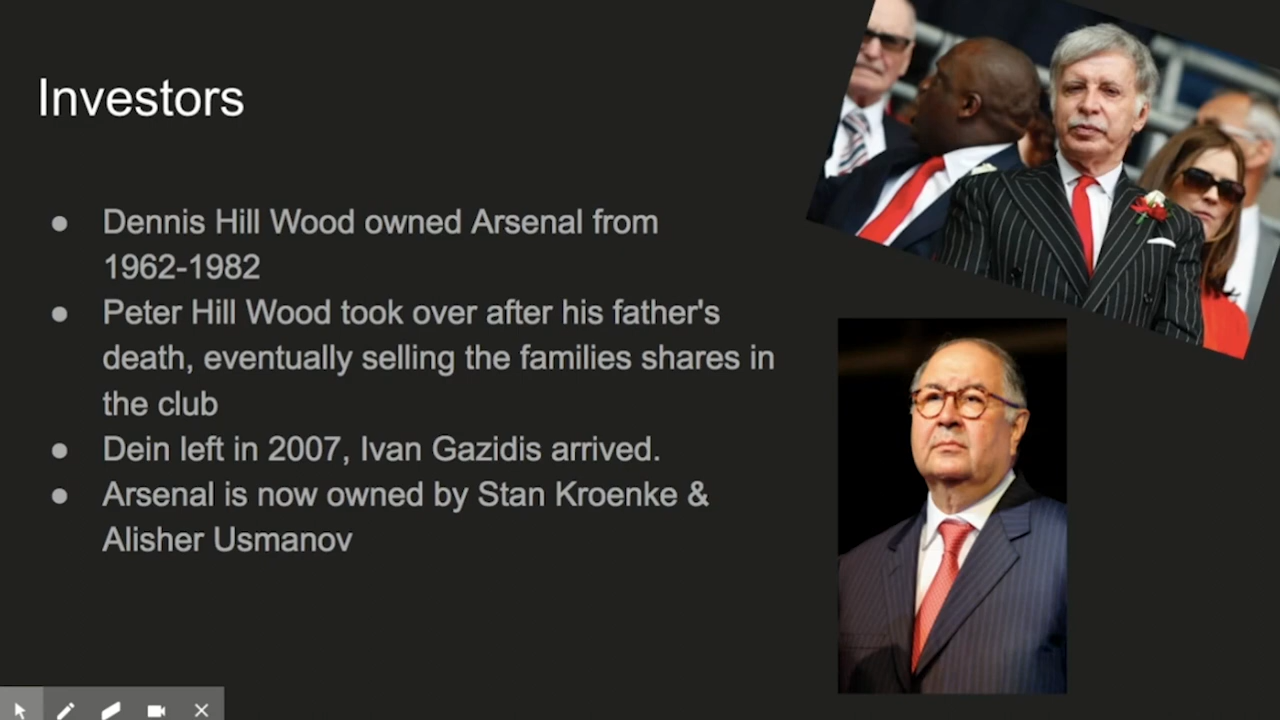 Investors
● Dennis Hill Wood owned Arsenal from
1962-1982
● Peter Hill Wood took over after his father's
death, eventually selling the families shares in
the club
● Dein left in 2007, Ivan Gazidis arrived.
● Arsenal is now owned by Stan Kroenke &
Alisher Usmanov